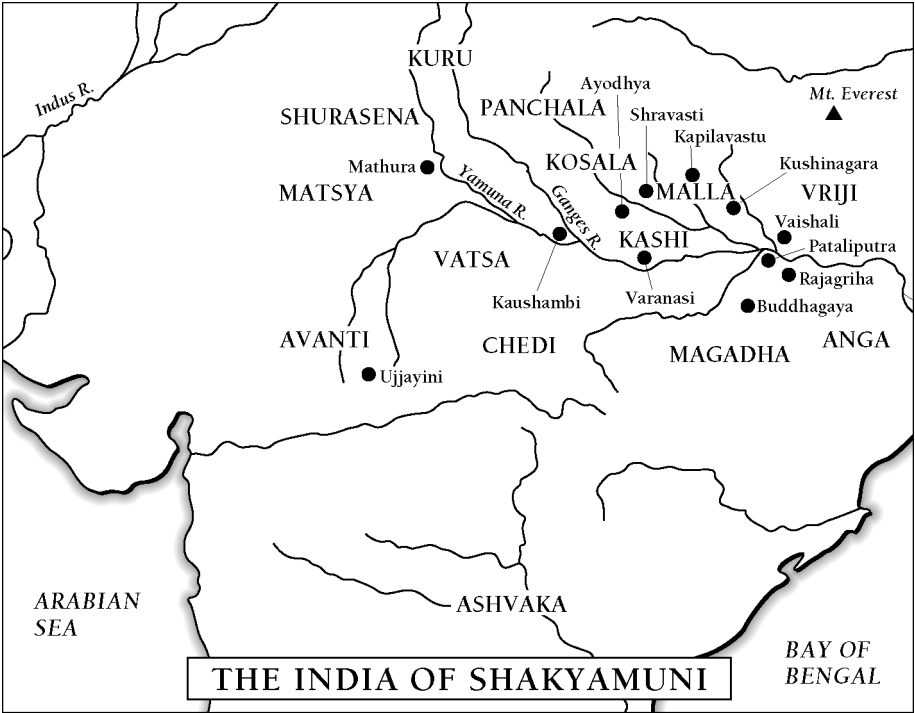 KURU
Indus R.
Ayodhya
Mt. Everest
PANCHALA
SHURASENA
Shravasti
Kapilavastu
KOSALA
Kushinagara
Mathura
Yamuna R.
Ganges R.
MATSYA
MALLA
VRIJI
Vaishali
KASHI
Pataliputra
VATSA
Rajagriha
Kaushambi
Varanasi
Buddhagaya
AVANTI
CHEDI
MAGADHA
ANGA
Ujjayini
ARABIAN
SEA
ASHVAKA
BAY OF
BENGAL
THE INDIA OF SHAKYAMUNI